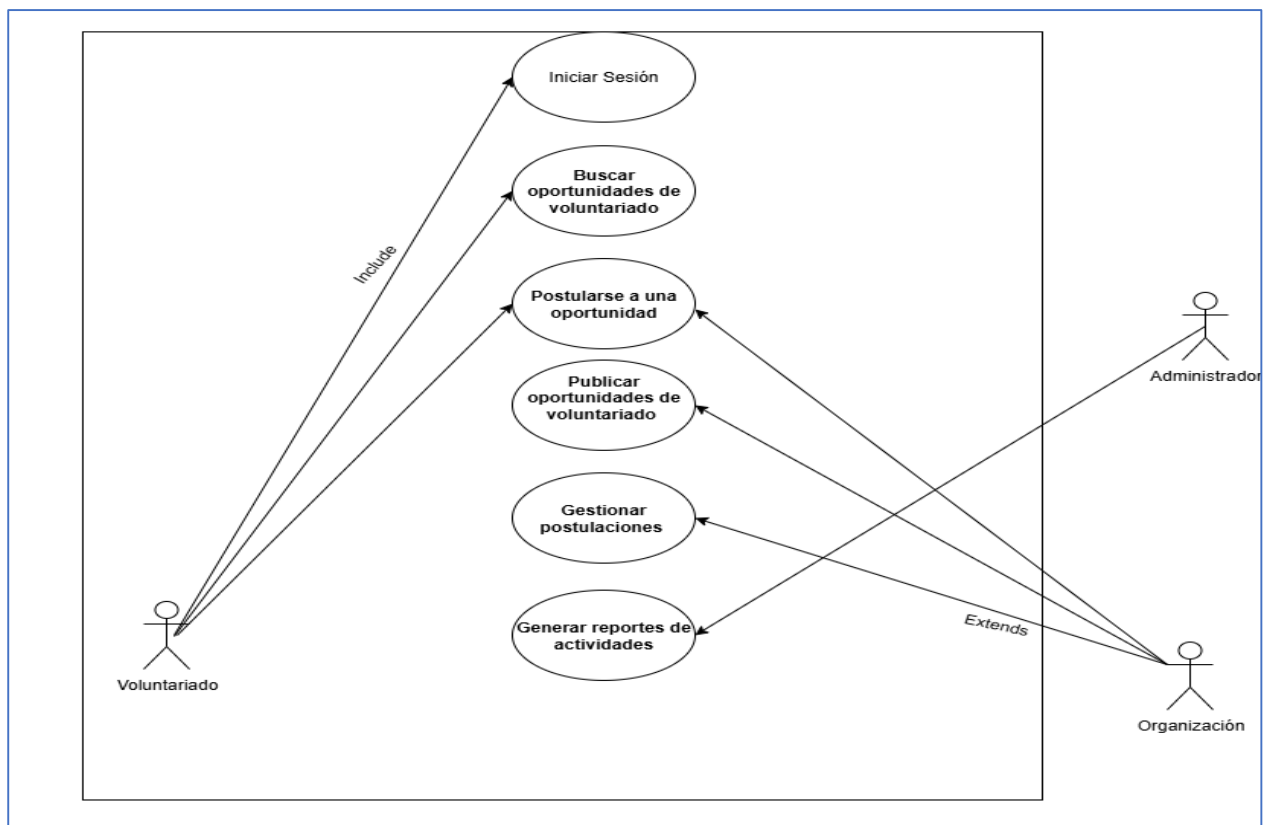 Iniciar Sesión
Buscar
oportunidades de
voluntariado
Include
Postularse a una
oportunidad
Administrador
Publicar
oportunidades de
voluntariado
Gestionar
postulaciones
Generar reportes de
actividades
Extends
Voluntariado
Organización